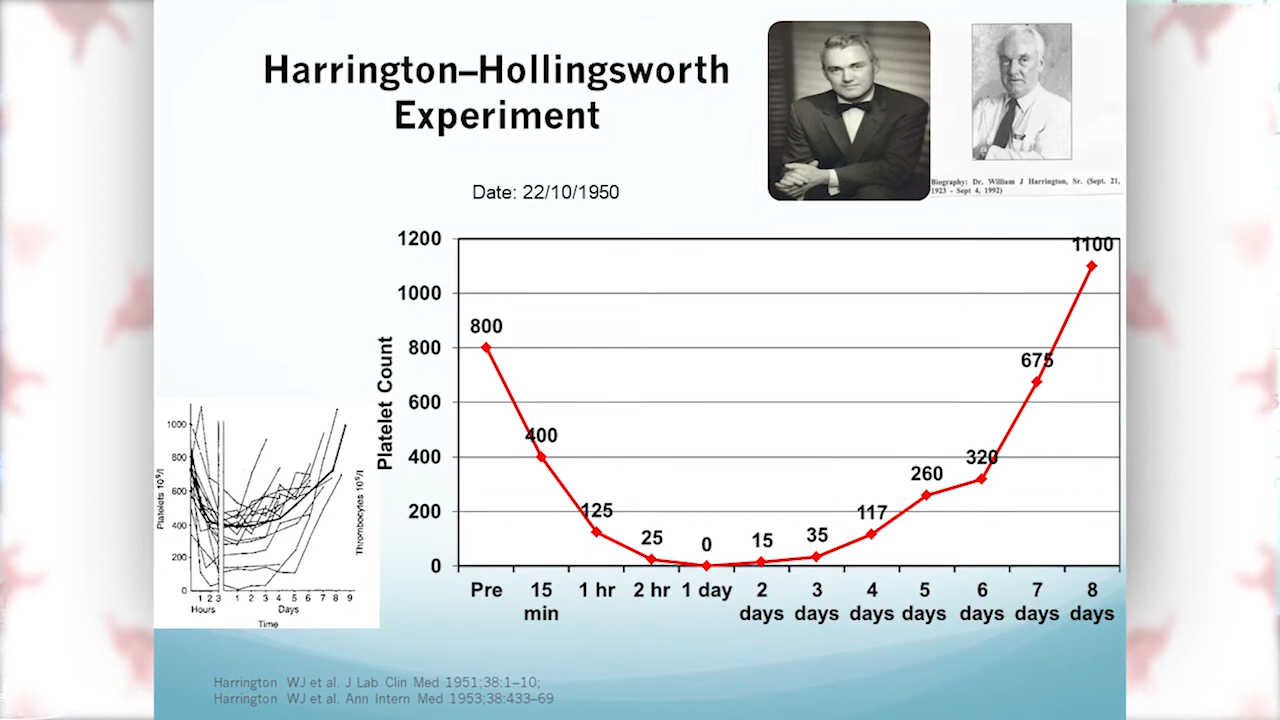 Harrington–Hollingsworth
Experiment
Biography: Dr. William J Harrington, Sr. (Sept. 21,
1923 - Sept 4, 1992)
Date: 22/10/1950
Platelet Count
1200
1000
800
600
400
200
0
800
400
125
25
0
15
35
117
260
320
675
1100
Pre
15 min
1 hr
2 hr
1 day
2 days
3 days
4 days
5 days
6 days
7 days
8 days
Platelets 10⁹/l
1000
800
600
400
200
0
1 2 3 1 2 3 4 5 6 7 8 9
Hours Days
Time
Thrombocytes 10⁹/l
Harrington WJ et al. J Lab Clin Med 1951;38:1–10;
Harrington WJ et al. Ann Intern Med 1953;38:433–69